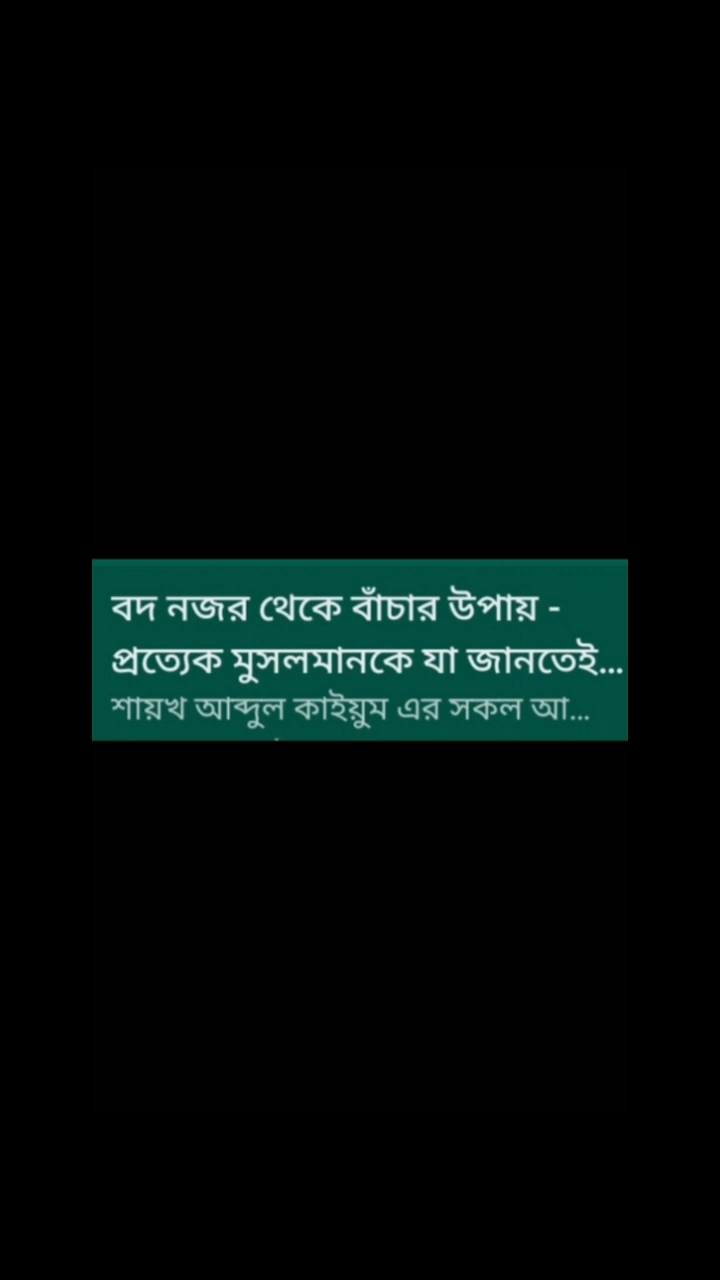 বদ নজর থেকে বাঁচার উপায় -
প্রত্যেক মুসলমানকে যা জানতেই...
শায়খ আব্দুল কাইয়ুম এর সকল আ...